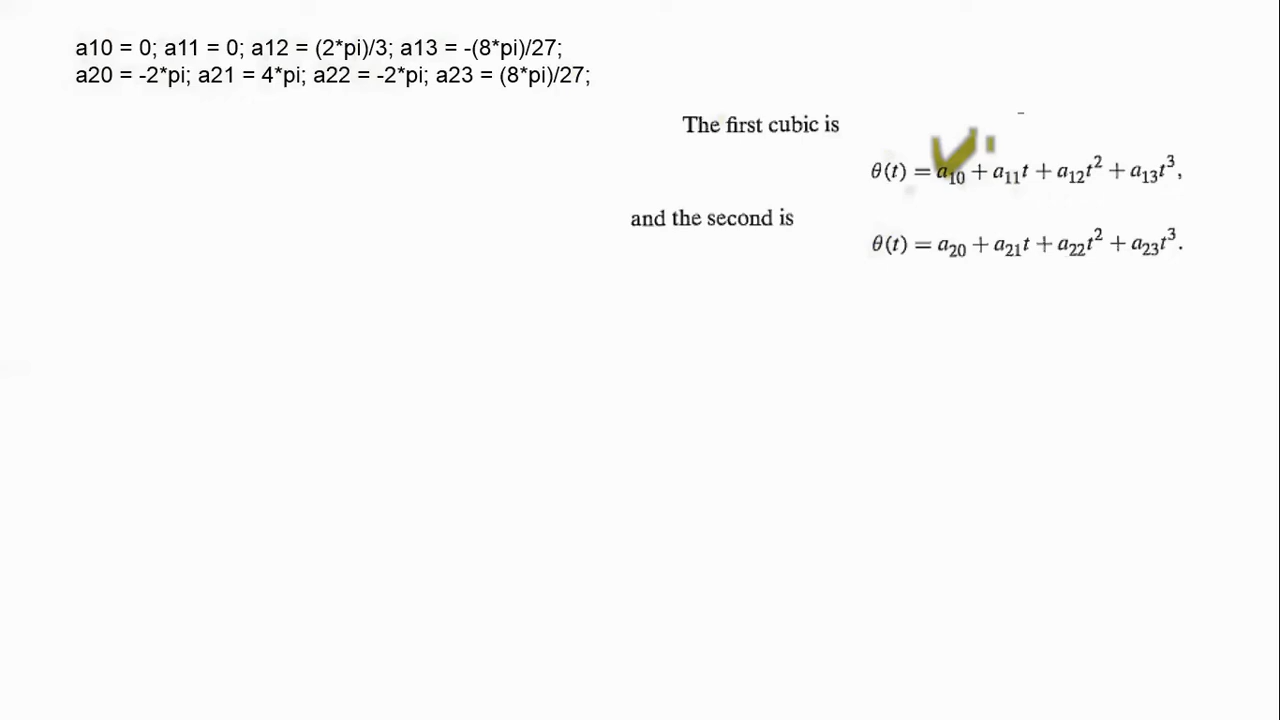 a10 = 0; a11 = 0; a12 = (2*pi)/3; a13 = -(8*pi)/27;
a20 = -2*pi; a21 = 4*pi; a22 = -2*pi; a23 = (8*pi)/27;
The first cubic is
θ(t) = a₁₀ + a₁₁t + a₁₂t² + a₁₃t³,
and the second is
θ(t) = a₂₀ + a₂₁t + a₂₂t² + a₂₃t³.